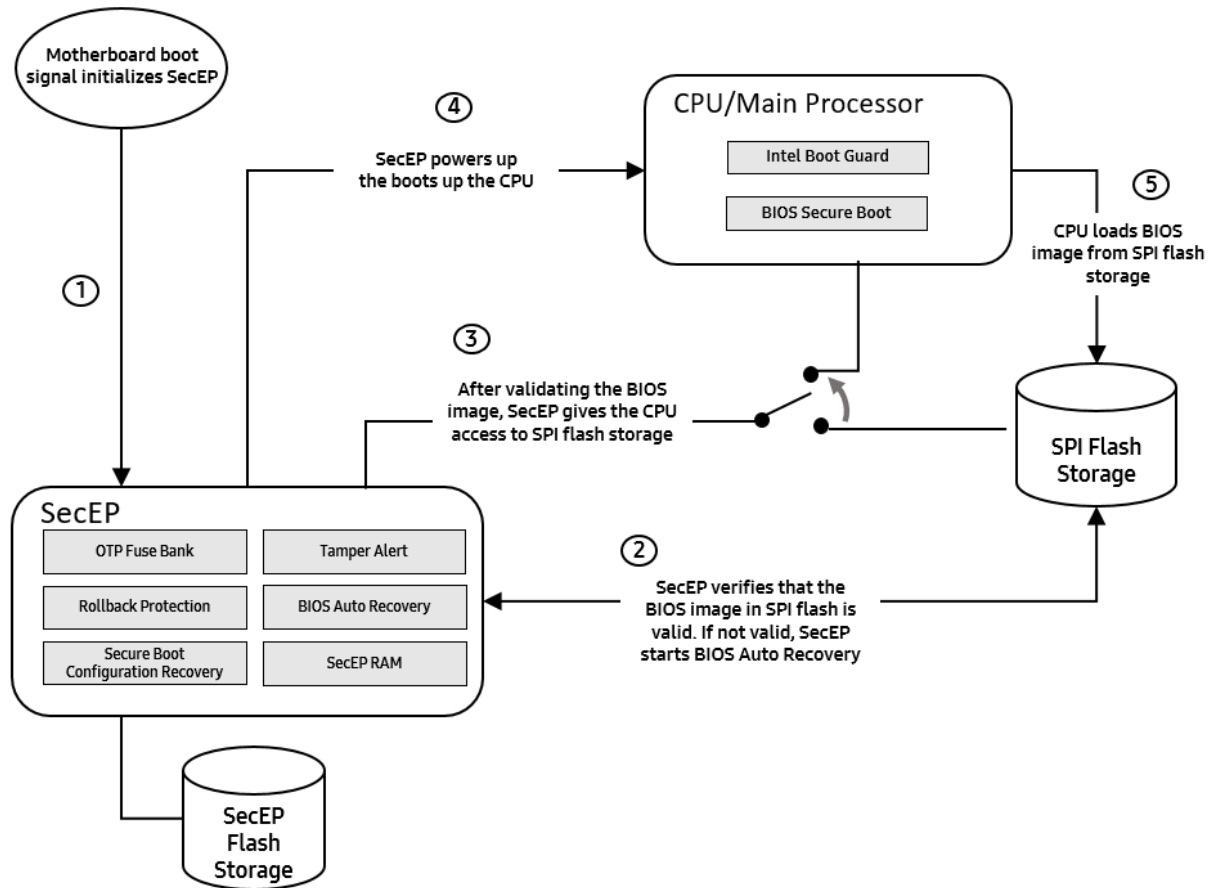 Motherboard boot
signal initializes SecEP
1
4
SecEP powers up
the boots up the CPU
CPU/Main Processor
Intel Boot Guard
BIOS Secure Boot
5
CPU loads BIOS
image from SPI flash
storage
3
After validating the BIOS
image, SecEP gives the CPU
access to SPI flash storage
SPI Flash
Storage
SecEP
OTP Fuse Bank
Tamper Alert
Rollback Protection
BIOS Auto Recovery
Secure Boot
Configuration Recovery
SecEP RAM
2
SecEP verifies that the
BIOS image in SPI flash is
valid. If not valid, SecEP
starts BIOS Auto Recovery
SecEP
Flash
Storage